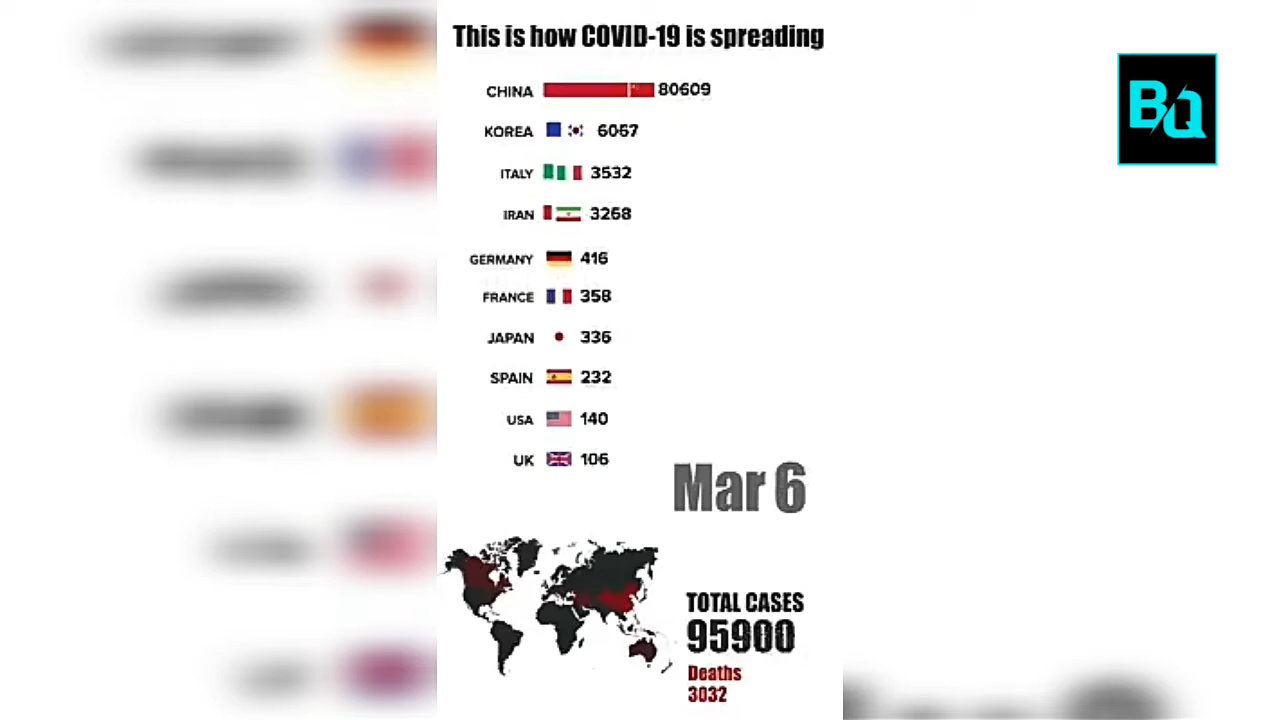 This is how COVID-19 is spreading
BQ
CHINA 80609
KOREA 6067
ITALY 3532
IRAN 3268
GERMANY 416
FRANCE 358
JAPAN 336
SPAIN 232
USA 140
UK 106
Mar 6
TOTAL CASES
95900
Deaths
3032